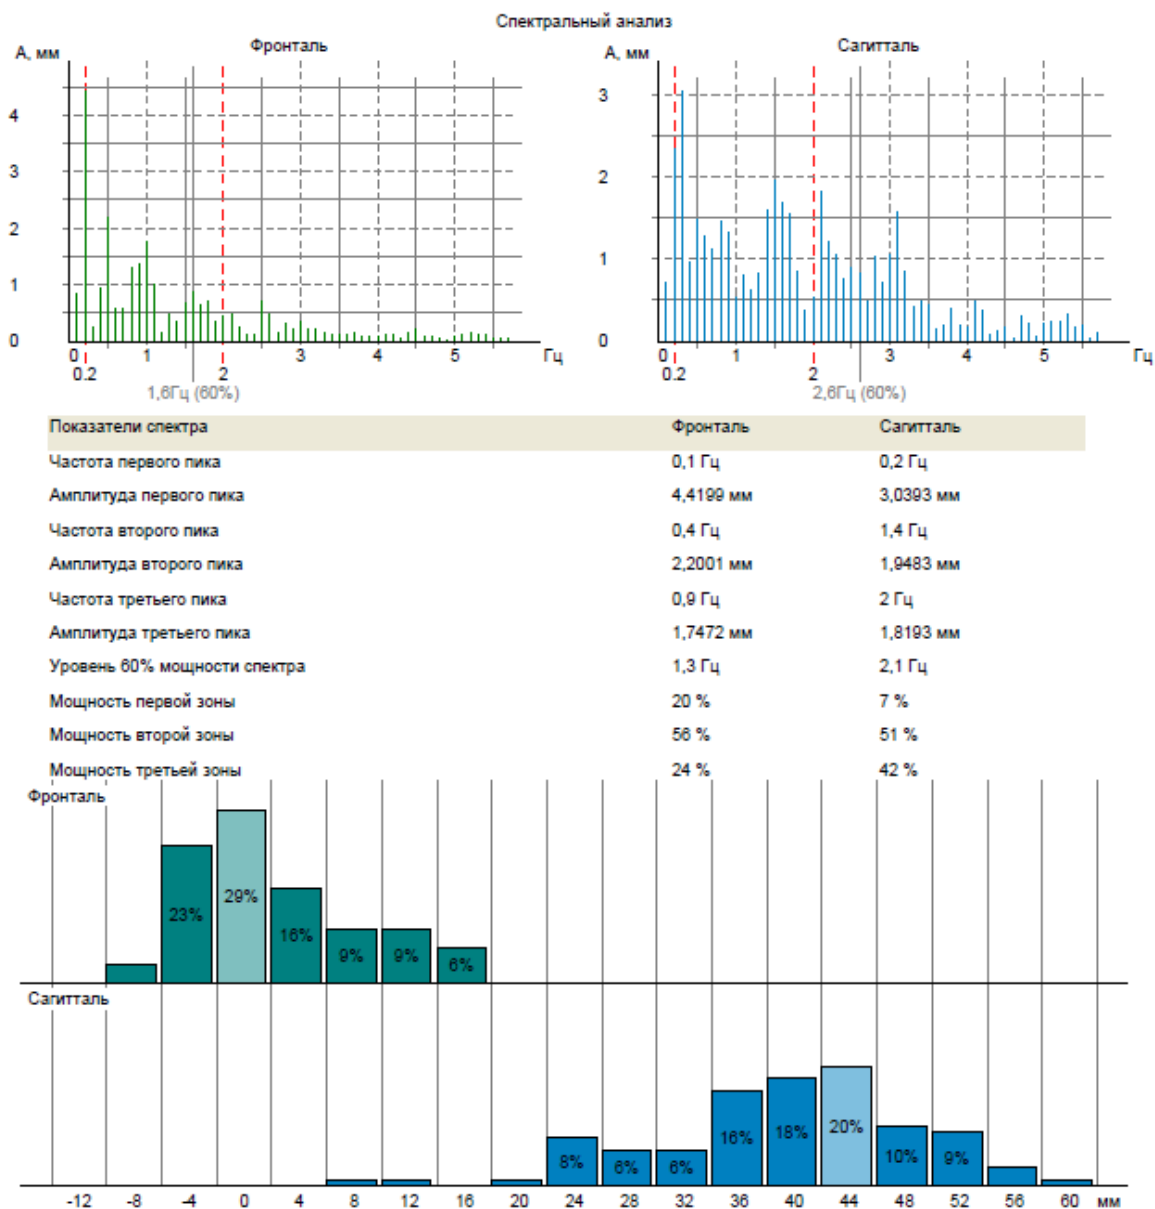 Спектральный анализ
А, мм Фронталь
4
3
2
1
0
0 1 2 3 4 5 Гц
0.2
1,6Гц (60%)
А, мм Сагитталь
3
2
1
0
0 1 2 3 4 5 Гц
0.2
2,6Гц (60%)
Показатели спектра Фронталь Сагитталь
Частота первого пика 0,1 Гц 0,2 Гц
Амплитуда первого пика 4,4199 мм 3,0393 мм
Частота второго пика 0,4 Гц 1,4 Гц
Амплитуда второго пика 2,2001 мм 1,9483 мм
Частота третьего пика 0,9 Гц 2 Гц
Амплитуда третьего пика 1,7472 мм 1,8193 мм
Уровень 60% мощности спектра 1,3 Гц 2,1 Гц
Мощность первой зоны 20 % 7 %
Мощность второй зоны 56 % 51 %
Мощность третьей зоны 24 % 42 %
Фронталь
23% 29% 16% 9% 9% 6%
Сагитталь
8% 6% 6% 16% 18% 20% 10% 9%
-12 -8 -4 0 4 8 12 16 20 24 28 32 36 40 44 48 52 56 60 мм